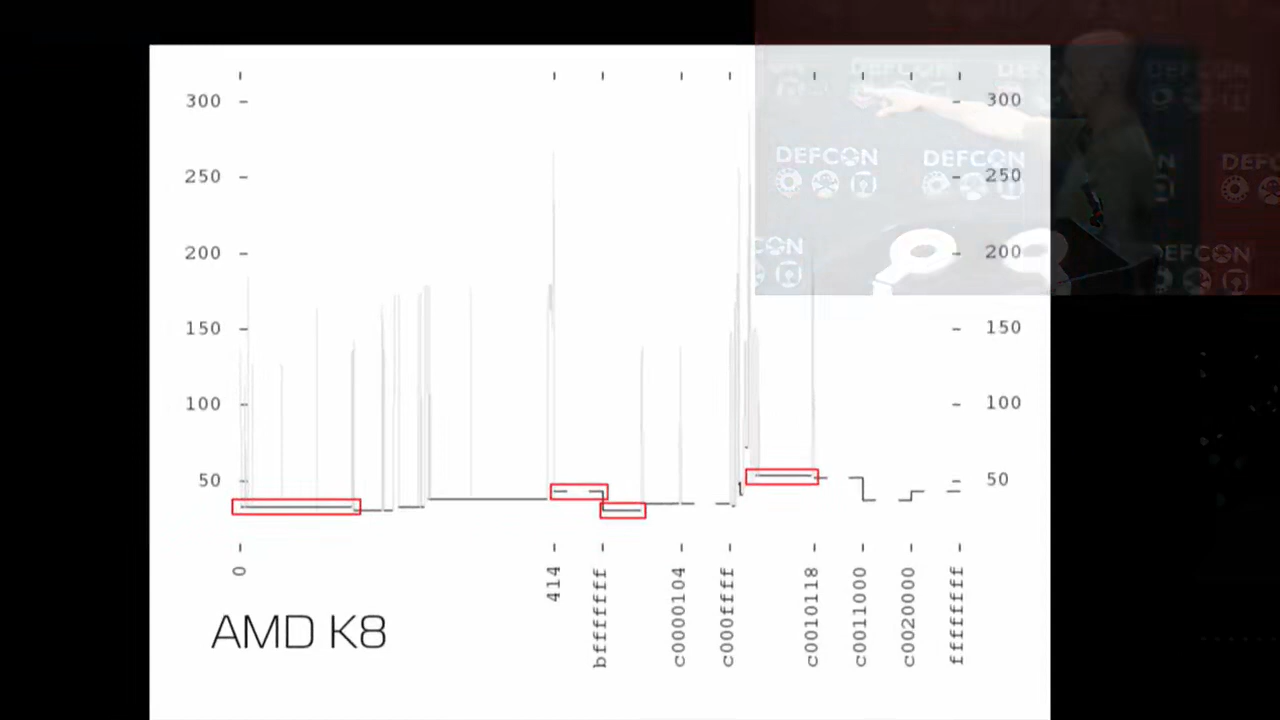 300
300
250
250
200
200
150
150
100
100
50
50
0
414
bfffffff
c0000104
c000ffff
c0010118
c0011000
c0020000
ffffffff
AMD K8
DEFCON
DEFCON
DEFCON
DEFCON
DEFCON